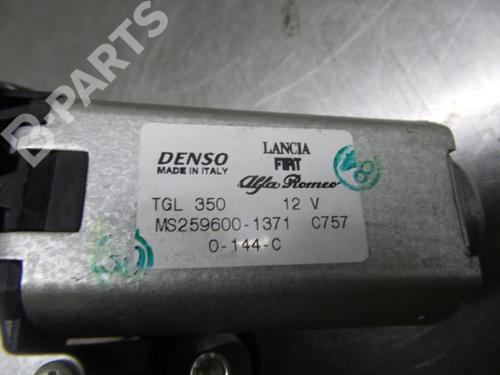 B-PARTS
DENSO
MADE IN ITALY
LANCIA
FIAT
Alfa Romeo
TGL 350 12 V
MS259600-1371 C757
0-144-C